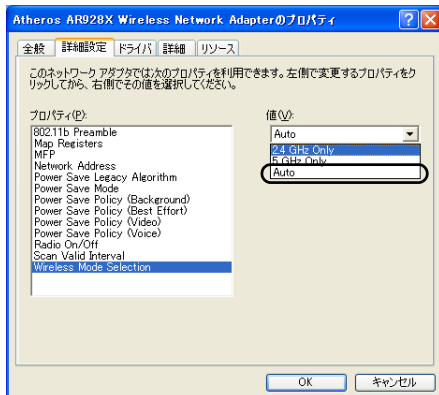 Atheros AR928X Wireless Network Adapterのプロパティ
全般 詳細設定 ドライバ 詳細 リソース
このネットワーク アダプタでは次のプロパティを利用できます。左側で変更するプロパティをク
リックしてから、右側でその値を選択してください。
プロパティ(P):
802.11b Preamble
Map Registers
MFP
Network Address
Power Save Legacy Algorithm
Power Save Mode
Power Save Policy (Background)
Power Save Policy (Best Effort)
Power Save Policy (Video)
Power Save Policy (Voice)
Radio On/Off
Scan Valid Interval
Wireless Mode Selection
値(V):
Auto
2.4 GHz Only
5 GHz Only
Auto
OK キャンセル